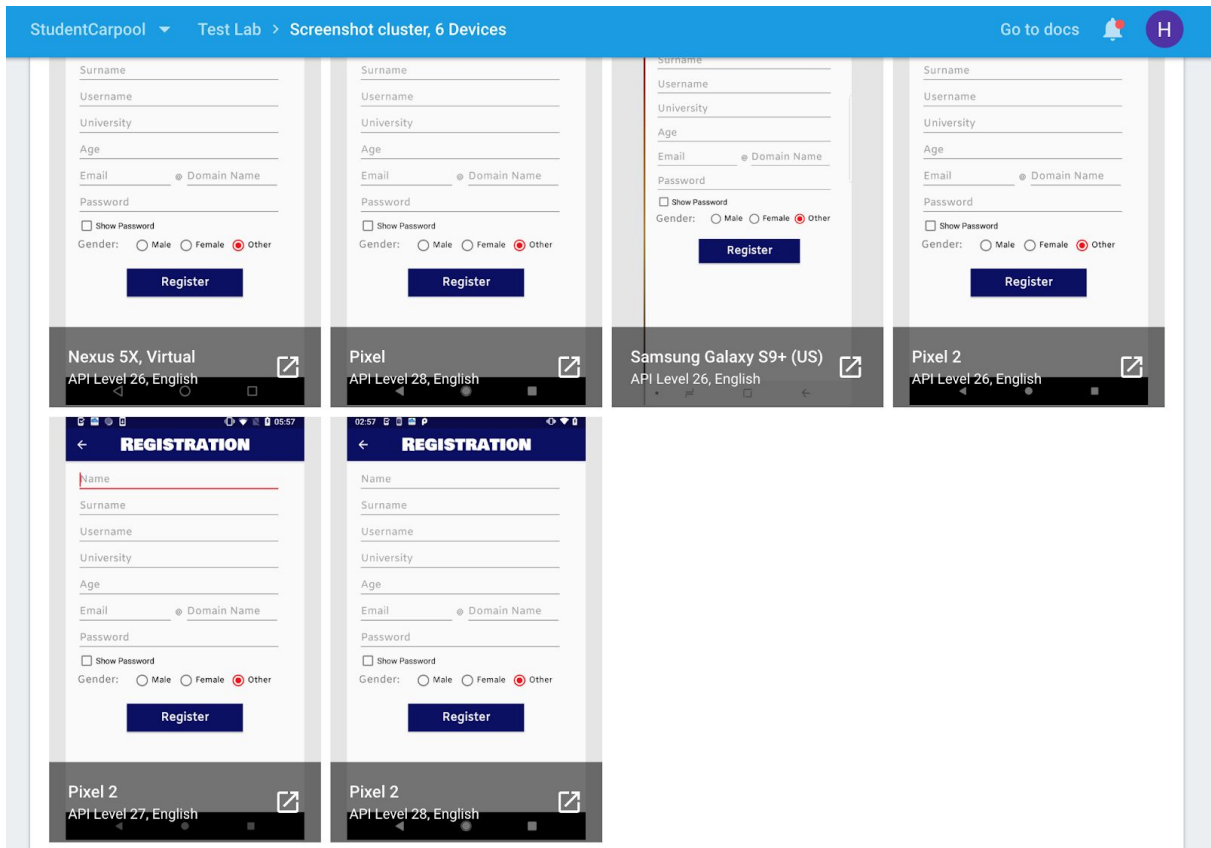 StudentCarpool Test Lab > Screenshot cluster, 6 Devices Go to docs H
Surname
Username
University
Age
Email @ Domain Name
Password
Show Password
Gender: Male Female Other
Register
Nexus 5X, Virtual
API Level 26, English
Surname
Username
University
Age
Email @ Domain Name
Password
Show Password
Gender: Male Female Other
Register
Pixel
API Level 28, English
Surname
Username
University
Age
Email @ Domain Name
Password
Show Password
Gender: Male Female Other
Register
Samsung Galaxy S9+ (US)
API Level 26, English
Surname
Username
University
Age
Email @ Domain Name
Password
Show Password
Gender: Male Female Other
Register
Pixel 2
API Level 26, English
05:57
REGISTRATION
Name
Surname
Username
University
Age
Email @ Domain Name
Password
Show Password
Gender: Male Female Other
Register
Pixel 2
API Level 27, English
02:57
REGISTRATION
Name
Surname
Username
University
Age
Email @ Domain Name
Password
Show Password
Gender: Male Female Other
Register
Pixel 2
API Level 28, English